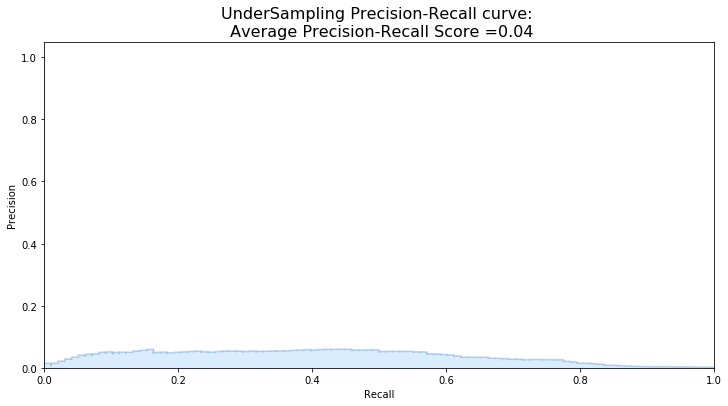 UnderSampling Precision-Recall curve:
Average Precision-Recall Score =0.04
1.0
0.8
0.6
0.4
0.2
0.0
Precision
0.0 0.2 0.4 0.6 0.8 1.0
Recall